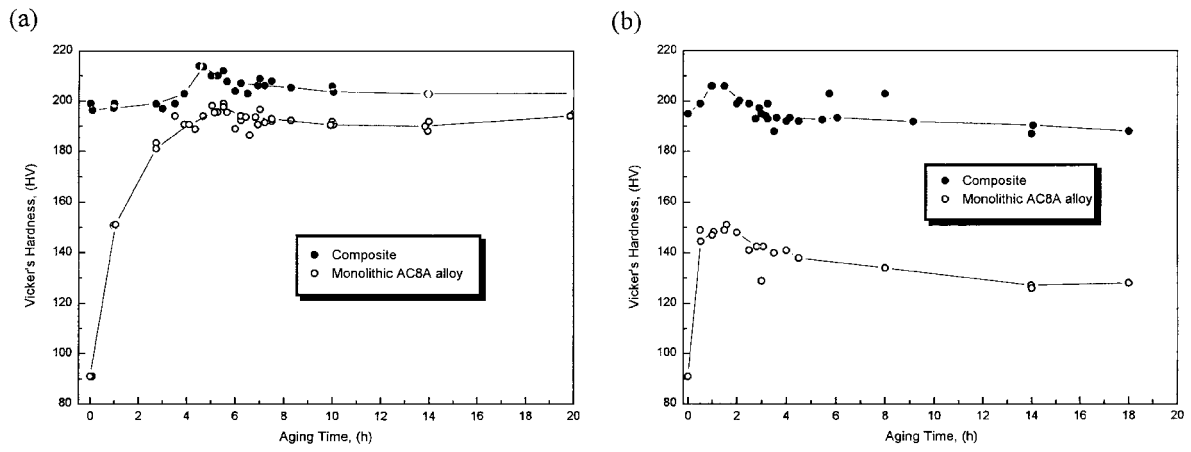 (a)
220
200
180
160
140
120
100
80
Vicker's Hardness, (HV)
Composite
Monolithic AC8A alloy
0 2 4 6 8 10 12 14 16 18 20
Aging Time, (h)
(b)
220
200
180
160
140
120
100
80
Vicker's Hardness, (HV)
Composite
Monolithic AC8A alloy
0 2 4 6 8 10 12 14 16 18 20
Aging Time, (h)